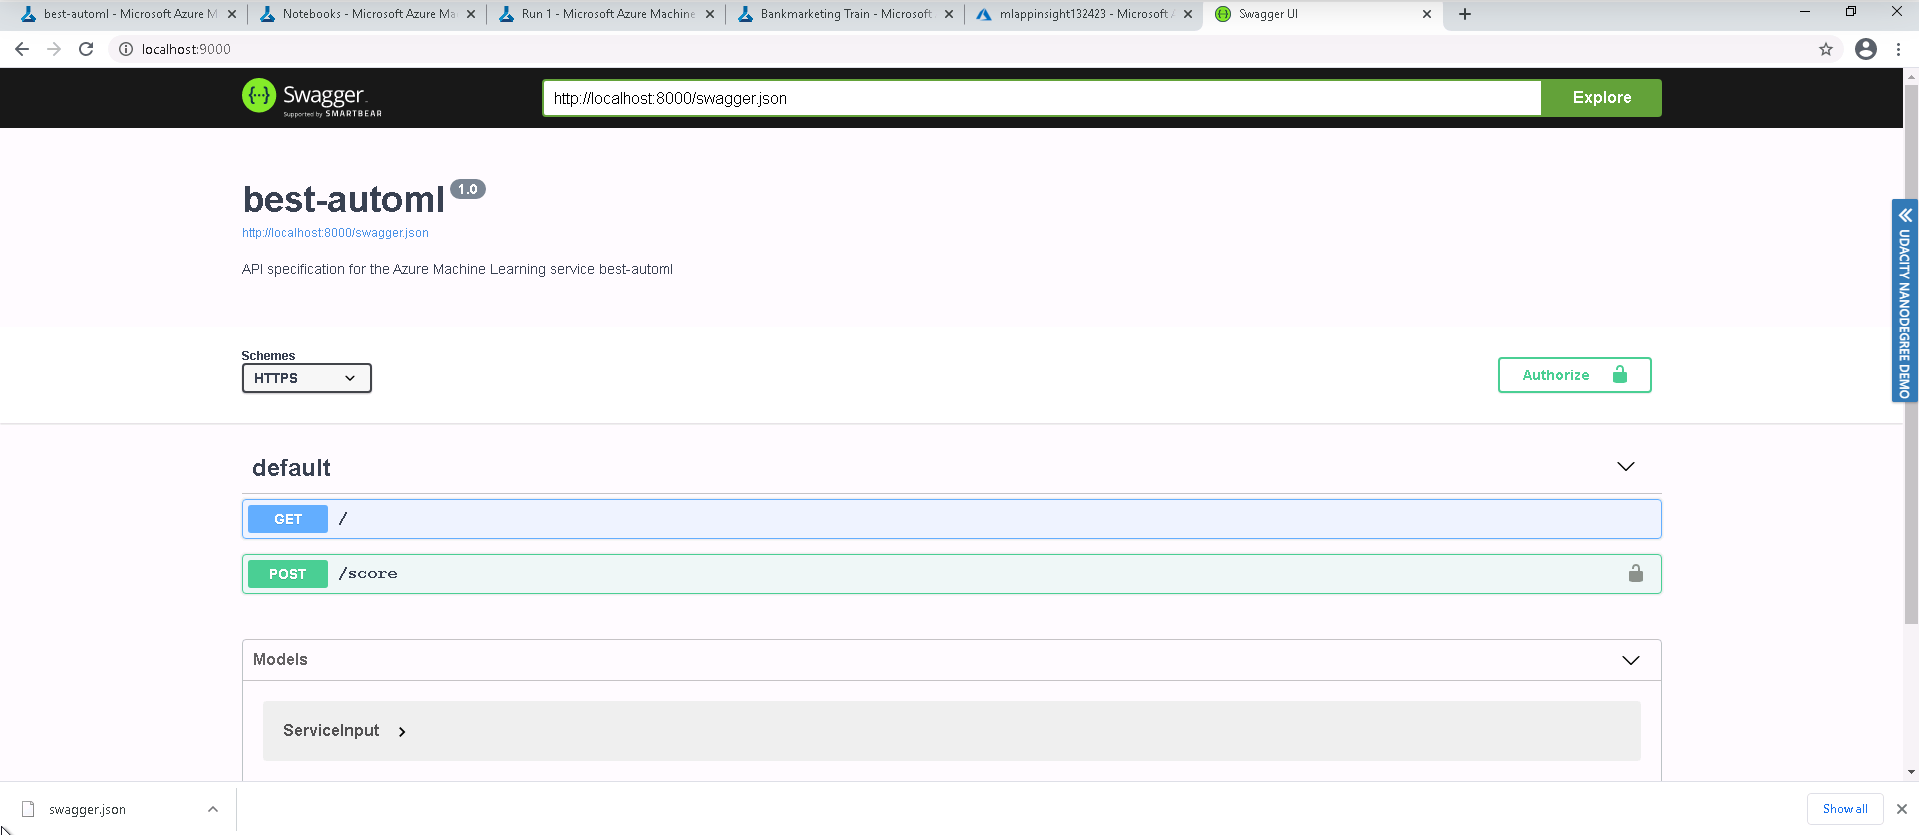 best-automl - Microsoft Azure M
Notebooks - Microsoft Azure Ma
Run 1 - Microsoft Azure Machine
Bankmarketing Train - Microsoft
mlappinsight132423 - Microsoft A
Swagger UI
localhost:9000
Swagger
Supported by SMARTBEAR
http://localhost:8000/swagger.json
Explore
best-automl 1.0
http://localhost:8000/swagger.json
API specification for the Azure Machine Learning service best-automl
Schemes
HTTPS
Authorize
UDACITY NANODEGREE DEMO
default
GET /
POST /score
Models
ServiceInput
swagger.json
Show all